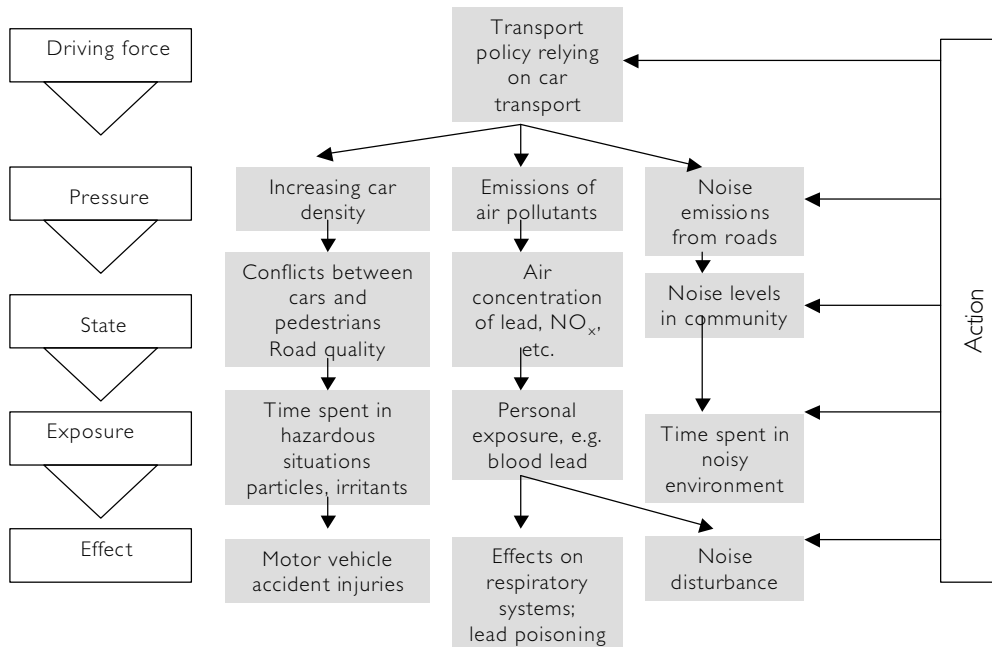 Driving force
Transport
policy relying
on car
transport
Pressure
Increasing car
density
Emissions of
air pollutants
Noise
emissions
from roads
State
Conflicts between
cars and
pedestrians
Road quality
Air
concentration
of lead, NOx,
etc.
Noise levels
in community
Exposure
Time spent in
hazardous
situations
particles, irritants
Personal
exposure, e.g.
blood lead
Time spent in
noisy
environment
Effect
Motor vehicle
accident injuries
Effects on
respiratory
systems;
lead poisoning
Noise
disturbance
Action